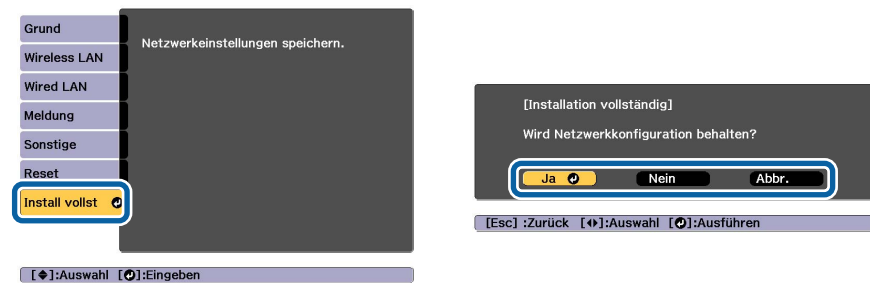 Grund
Wireless LAN
Wired LAN
Meldung
Sonstige
Reset
Install vollst
Netzwerkeinstellungen speichern.
[◆]:Auswahl [⏎]:Eingeben
[Installation vollständig]
Wird Netzwerkkonfiguration behalten?
Ja Nein Abbr.
[Esc] :Zurück [◀▶]:Auswahl [⏎]:Ausführen